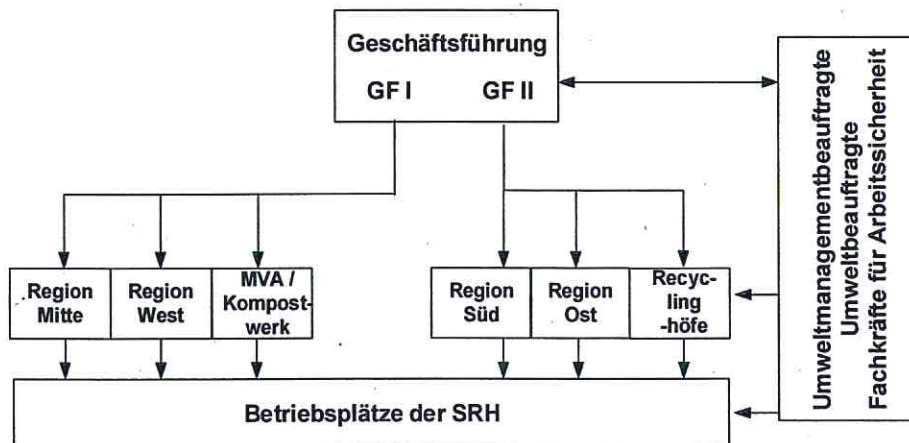 Geschäftsführung
GF I GF II
Umweltmanagementbeauftragte
Umweltbeauftragte
Fachkräfte für Arbeitssicherheit
Region
Mitte
Region
West
MVA /
Kompost-
werk
Region
Süd
Region
Ost
Recyc-
ling
-höfe
Betriebsplätze der SRH